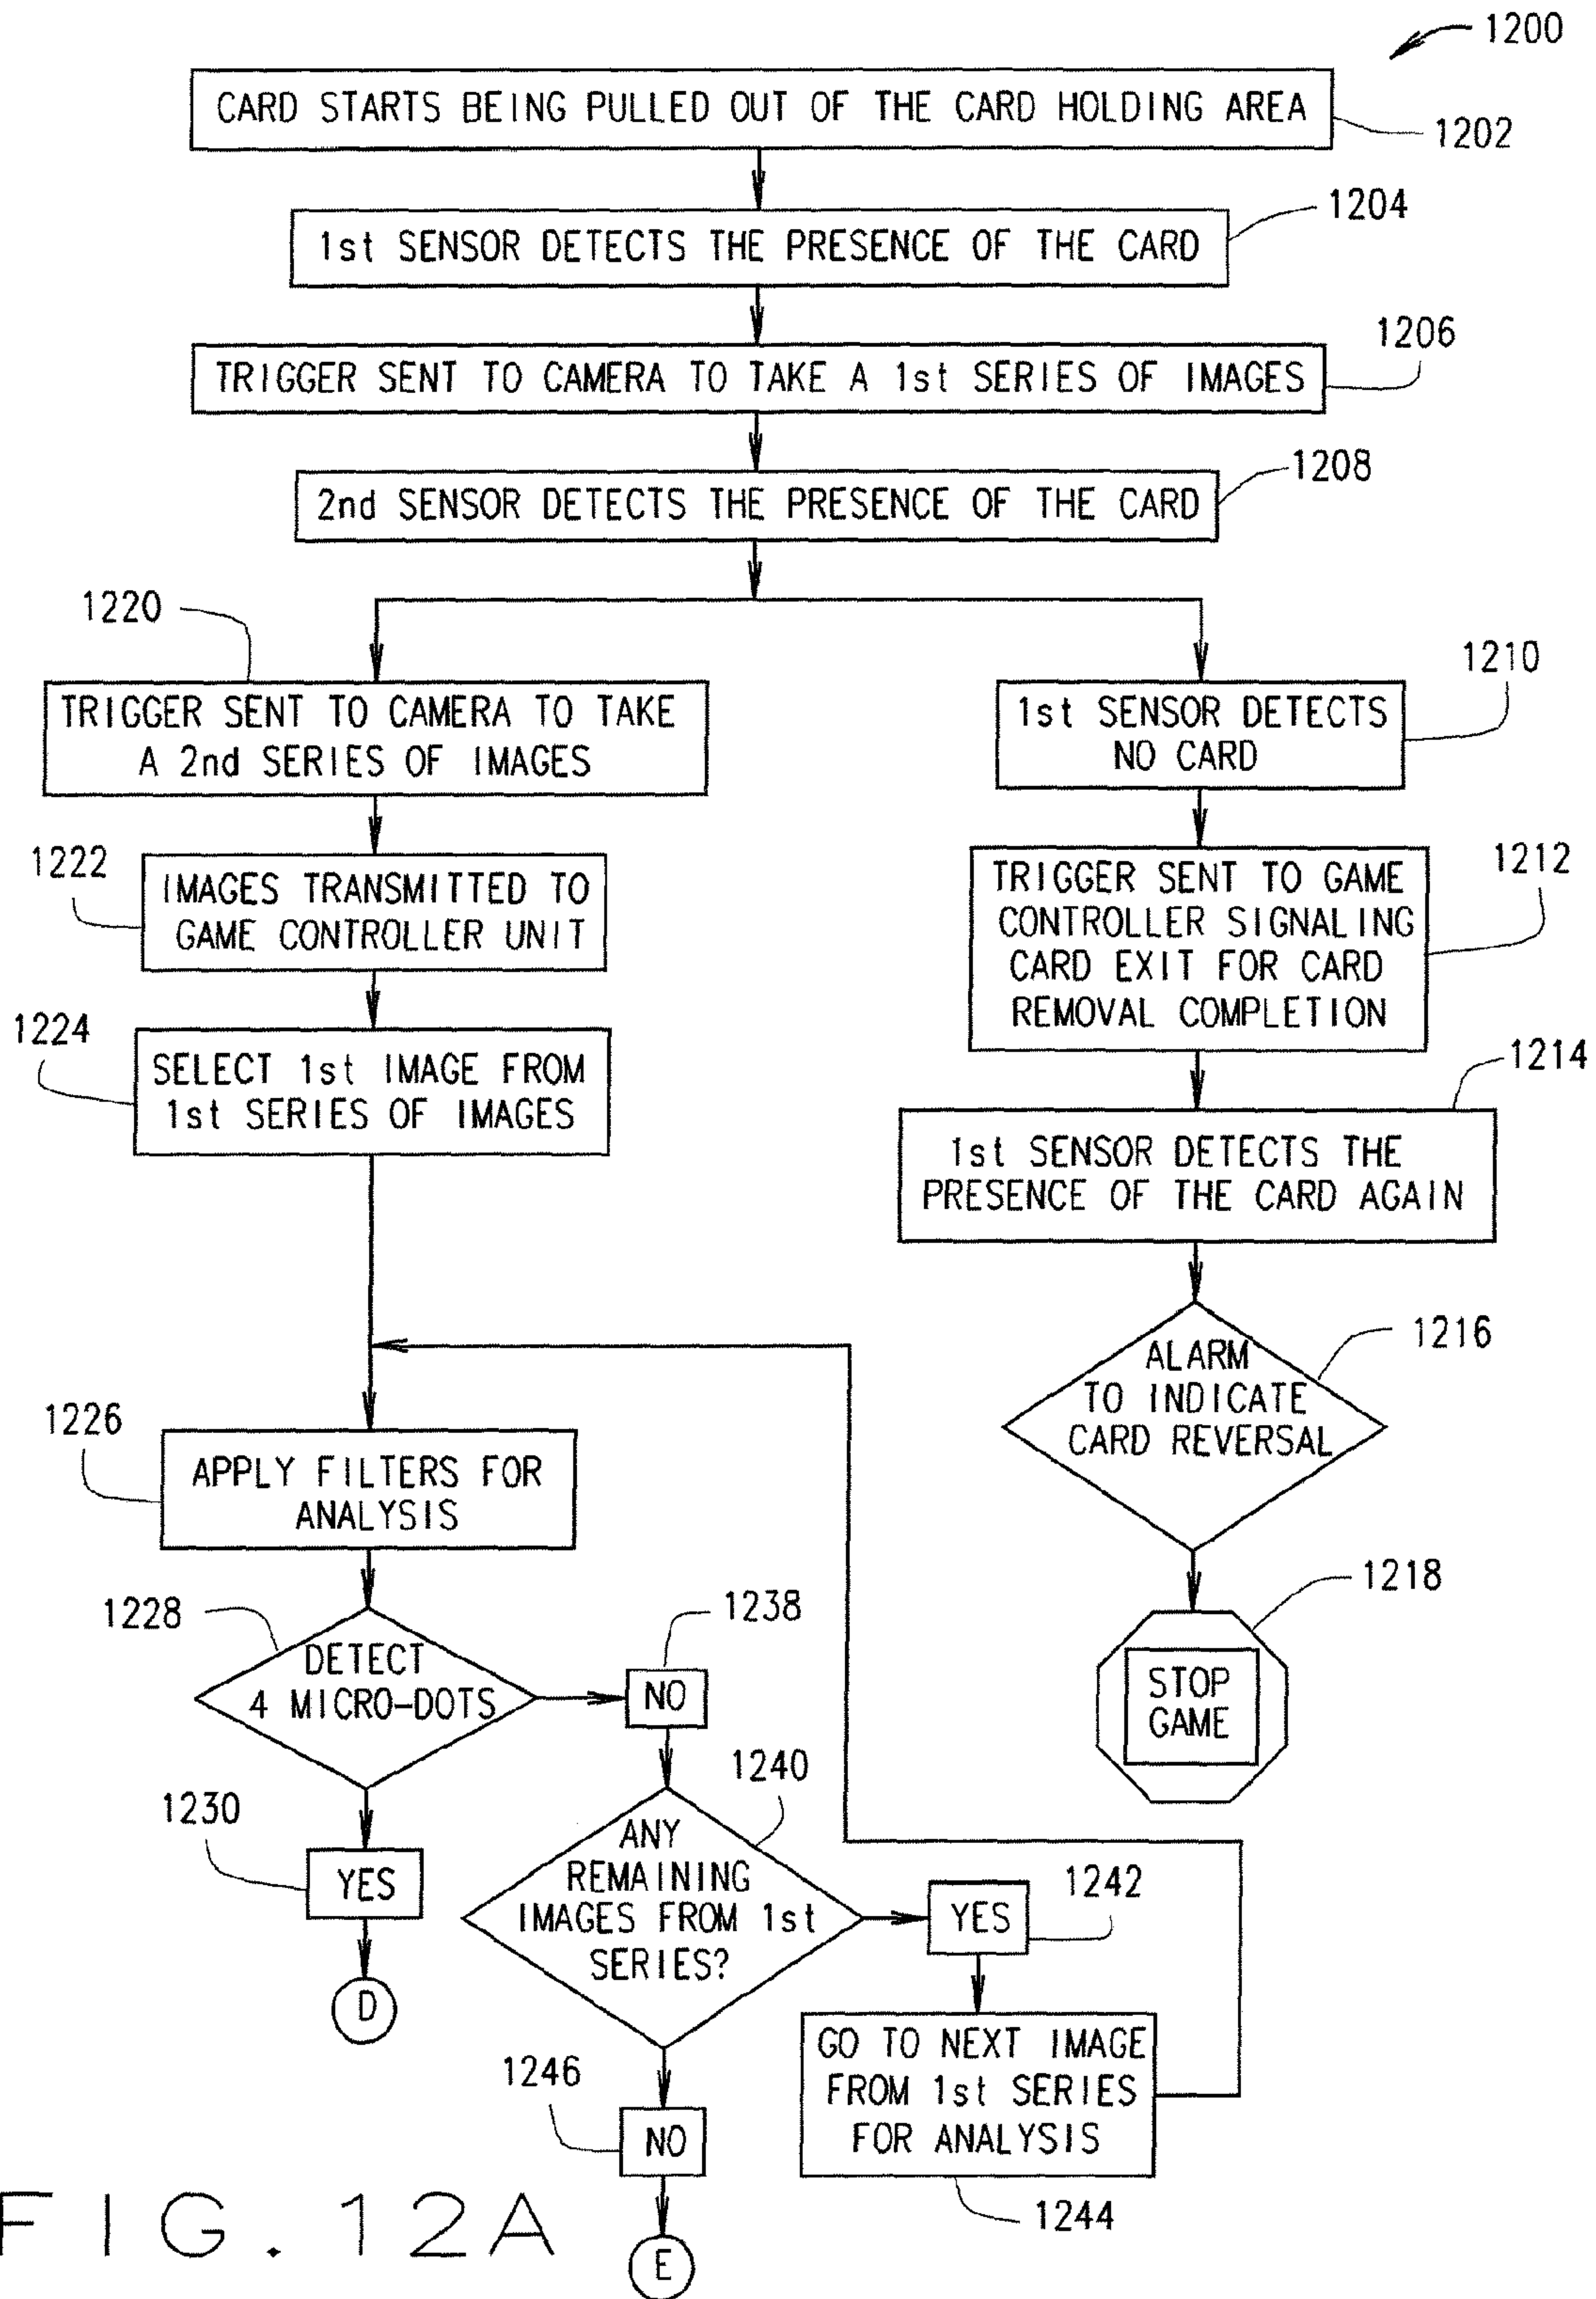 1200
CARD STARTS BEING PULLED OUT OF THE CARD HOLDING AREA
1202
1204
1st SENSOR DETECTS THE PRESENCE OF THE CARD
1206
TRIGGER SENT TO CAMERA TO TAKE A 1st SERIES OF IMAGES
1208
2nd SENSOR DETECTS THE PRESENCE OF THE CARD
1220
TRIGGER SENT TO CAMERA TO TAKE
A 2nd SERIES OF IMAGES
1222
IMAGES TRANSMITTED TO
GAME CONTROLLER UNIT
1224
SELECT 1st IMAGE FROM
1st SERIES OF IMAGES
1210
1st SENSOR DETECTS
NO CARD
1212
TRIGGER SENT TO GAME
CONTROLLER SIGNALING
CARD EXIT FOR CARD
REMOVAL COMPLETION
1214
1st SENSOR DETECTS THE
PRESENCE OF THE CARD AGAIN
1216
ALARM
TO INDICATE
CARD REVERSAL
1218
STOP
GAME
1226
APPLY FILTERS FOR
ANALYSIS
1228
DETECT
4 MICRO-DOTS
1238
NO
1230
YES
D
1240
ANY
REMAINING
IMAGES FROM 1st
SERIES?
1242
YES
GO TO NEXT IMAGE
FROM 1st SERIES
FOR ANALYSIS
1244
1246
NO
E
FIG. 12A